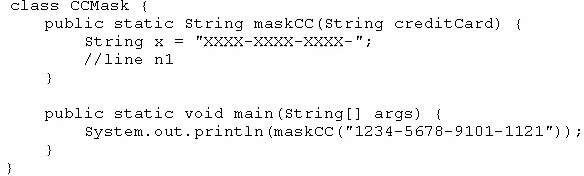 class CCMask {
    public static String maskCC(String creditCard) {
        String x = "XXXX-XXXX-XXXX-";
        //line n1
    }

    public static void main(String[] args) {
        System.out.println(maskCC("1234-5678-9101-1121"));
    }
}